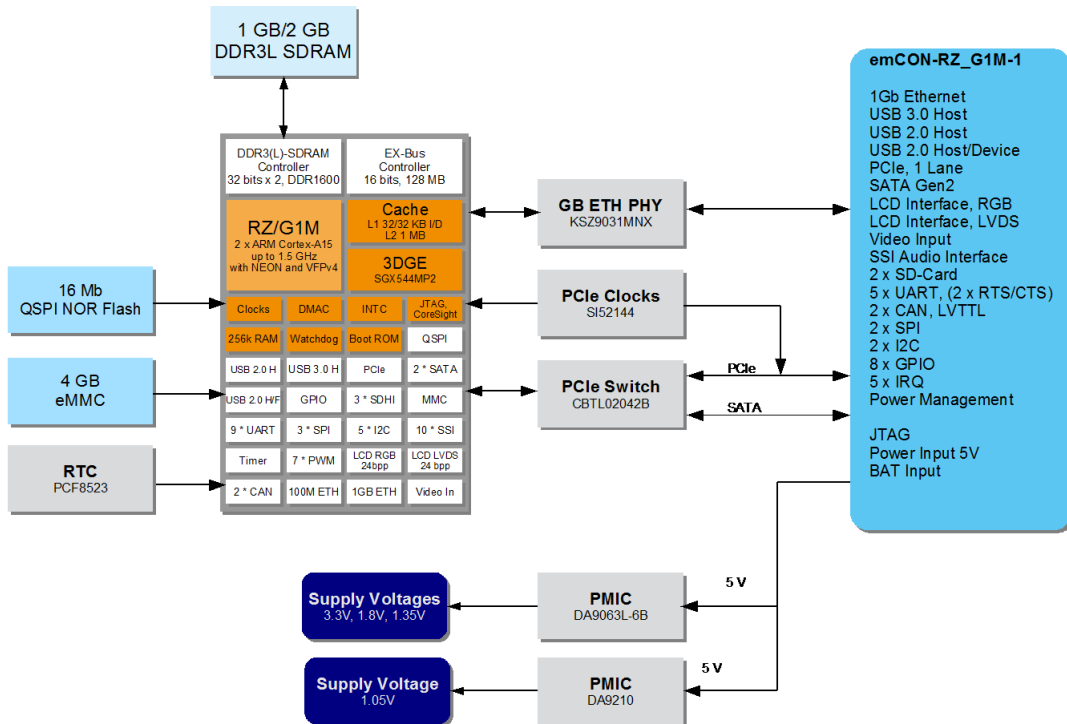 1 GB/2 GB
DDR3L SDRAM
DDR3(L)-SDRAM
Controller
32 bits x 2, DDR1600
EX-Bus
Controller
16 bits, 128 MB
RZ/G1M
2 x ARM Cortex-A15
up to 1.5 GHz
with NEON and VFPv4
Cache
L1 32/32 KB I/D
L2 1 MB
3DGE
SGX544MP2
Clocks
DMAC
INTC
JTAG,
CoreSight
256k RAM
Watchdog
Boot ROM
QSPI
USB 2.0 H
USB 3.0 H
PCIe
2 * SATA
USB 2.0 H/F
GPIO
3 * SDHI
MMC
9 * UART
3 * SPI
5 * I2C
10 * SSI
Timer
7 * PWM
LCD RGB
24bpp
LCD LVDS
24 bpp
2 * CAN
100M ETH
1GB ETH
Video In
16 Mb
QSPI NOR Flash
4 GB
eMMC
RTC
PCF8523
GB ETH PHY
KSZ9031MNX
PCIe Clocks
SI52144
PCIe Switch
CBTL02042B
PCIe
SATA
emCON-RZ_G1M-1
1Gb Ethernet
USB 3.0 Host
USB 2.0 Host
USB 2.0 Host/Device
PCIe, 1 Lane
SATA Gen2
LCD Interface, RGB
LCD Interface, LVDS
Video Input
SSI Audio Interface
2 x SD-Card
5 x UART, (2 x RTS/CTS)
2 x CAN, LVTTL
2 x SPI
2 x I2C
8 x GPIO
5 x IRQ
Power Management
JTAG
Power Input 5V
BAT Input
Supply Voltages
3.3V, 1.8V, 1.35V
PMIC
DA9063L-6B
5 V
Supply Voltage
1.05V
PMIC
DA9210
5 V